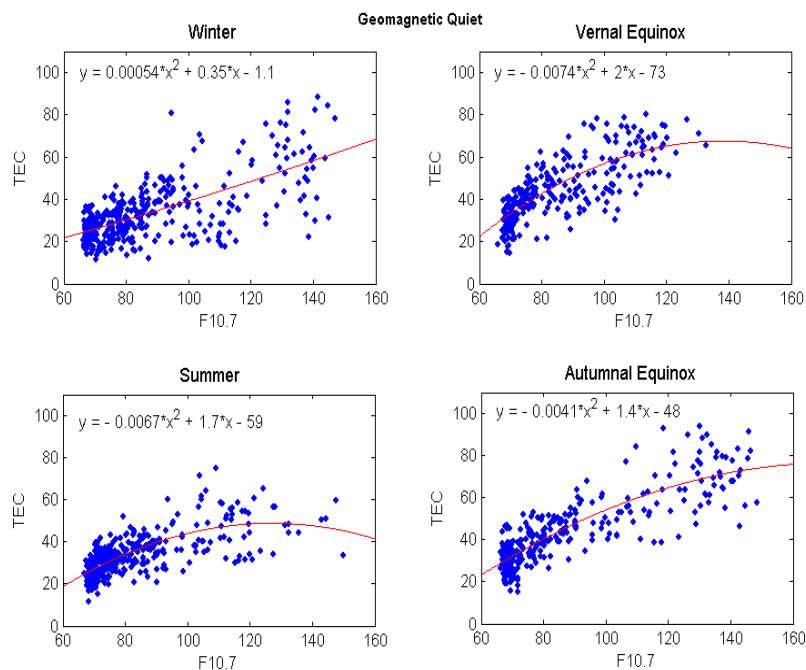 Geomagnetic Quiet
Winter
y = 0.00054*x² + 0.35*x - 1.1
TEC
100
80
60
40
20
0
60 80 100 120 140 160
F10.7
Vernal Equinox
y = - 0.0074*x² + 2*x - 73
TEC
100
80
60
40
20
0
60 80 100 120 140 160
F10.7
Summer
y = - 0.0067*x² + 1.7*x - 59
TEC
100
80
60
40
20
0
60 80 100 120 140 160
F10.7
Autumnal Equinox
y = - 0.0041*x² + 1.4*x - 48
TEC
100
80
60
40
20
0
60 80 100 120 140 160
F10.7